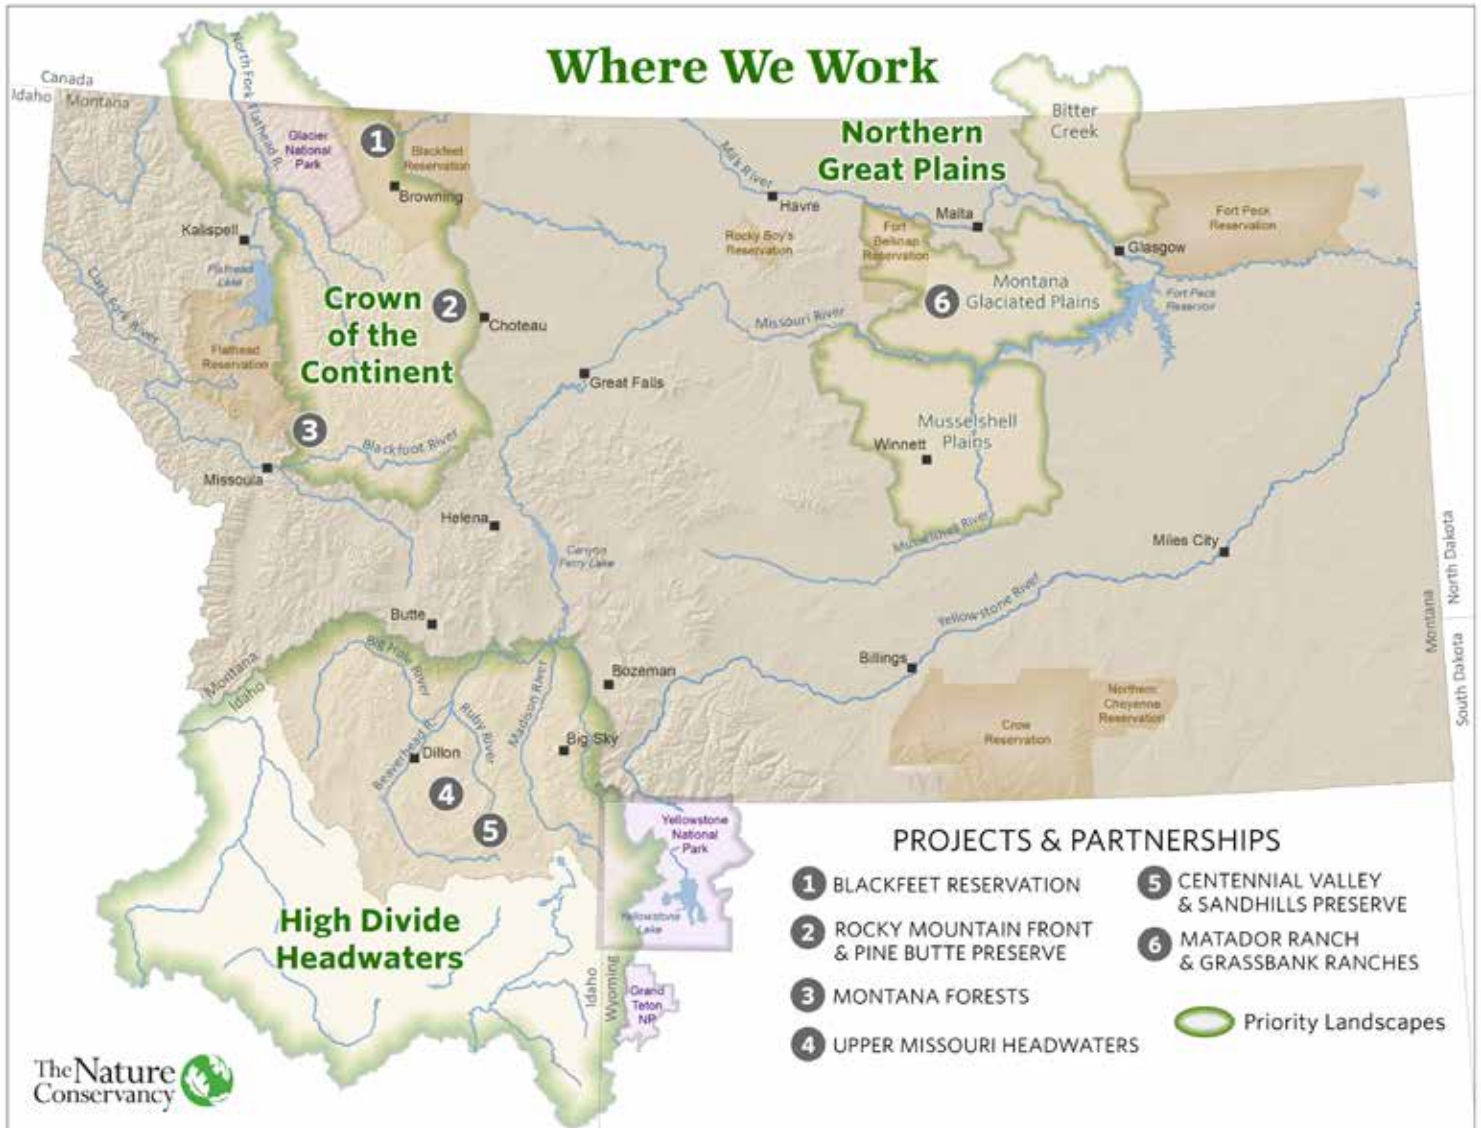 Where We Work
Canada
Idaho
Montana
North Fork Flathead R.
Glacier
National
Park
1
Blackfeet
Reservation
Browning
Kalispell
Flathead
Lake
Clark Fork River
Flathead
Reservation
Crown
of the
Continent
2
Choteau
3
Blackfoot River
Missoula
Great Falls
Helena
Canyon
Ferry Lake
Butte
Northern
Great Plains
Milk River
Havre
Rocky Boy's
Reservation
Fort
Belknap
Reservation
Malta
Bitter
Creek
Glasgow
Fort Peck
Reservation
Fort Peck
Reservoir
6
Montana
Glaciated Plains
Missouri River
Musselshell
Plains
Winnett
Musselshell River
Miles City
Yellowstone River
Billings
Crow
Reservation
Northern
Cheyenne
Reservation
North Dakota
Montana
South Dakota
Montana
Idaho
Big Hole River
Beaverhead R.
Ruby River
Madison River
Bozeman
Big Sky
Dillon
4
5
High Divide
Headwaters
Yellowstone
National
Park
Yellowstone
Lake
Idaho
Wyoming
Grand
Teton
NP
PROJECTS & PARTNERSHIPS
1 BLACKFEET RESERVATION
2 ROCKY MOUNTAIN FRONT
& PINE BUTTE PRESERVE
3 MONTANA FORESTS
4 UPPER MISSOURI HEADWATERS
5 CENTENNIAL VALLEY
& SANDHILLS PRESERVE
6 MATADOR RANCH
& GRASSBANK RANCHES
Priority Landscapes
The Nature
Conservancy